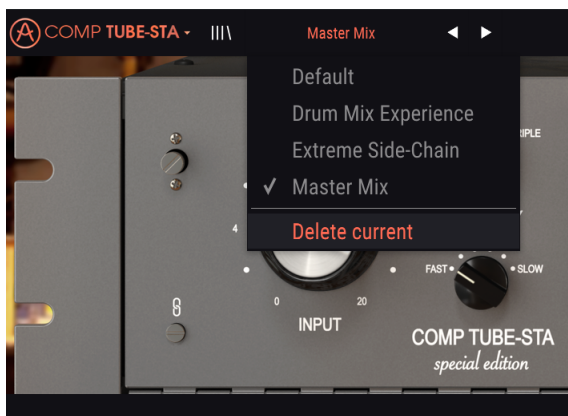 COMP TUBE-STA
Master Mix
Default
Drum Mix Experience
Extreme Side-Chain
Master Mix
Delete current
4
FAST
SLOW
0
20
INPUT
COMP TUBE-STA
special edition